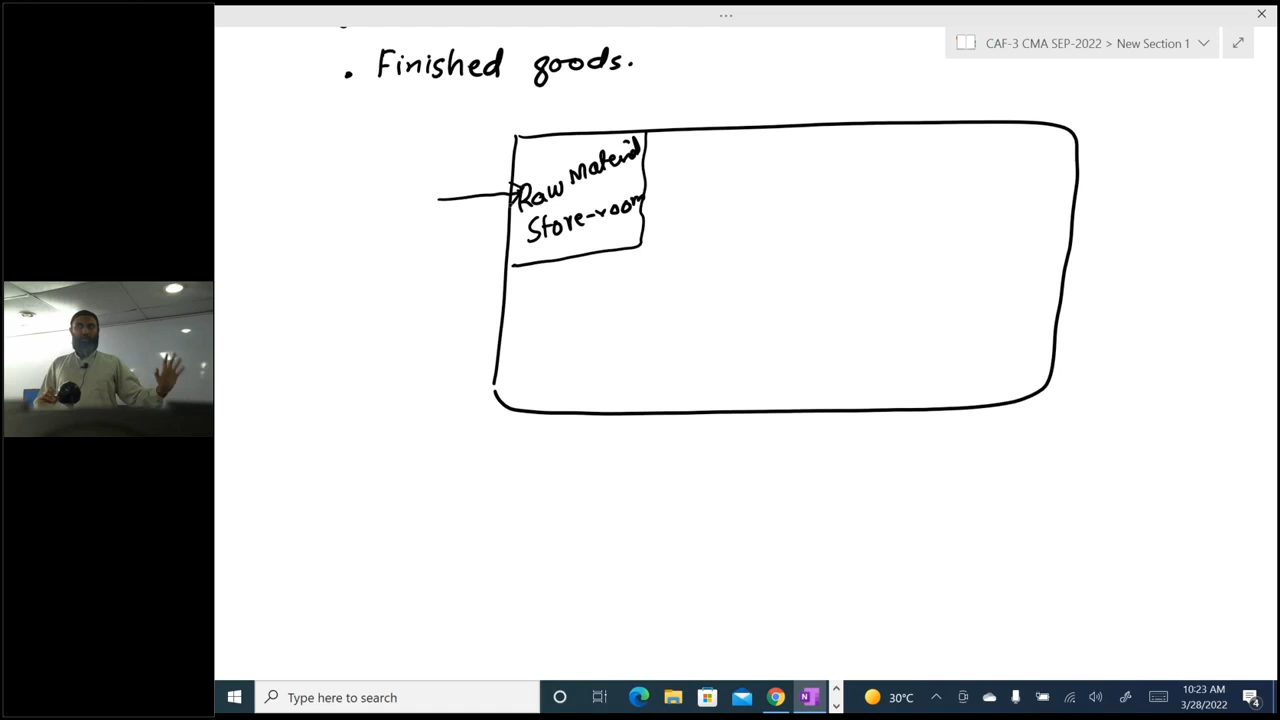 ...
CAF-3 CMA SEP-2022 > New Section 1
. Finished goods.
Raw Material
Store-room
Type here to search
30°C
10:23 AM
3/28/2022
4